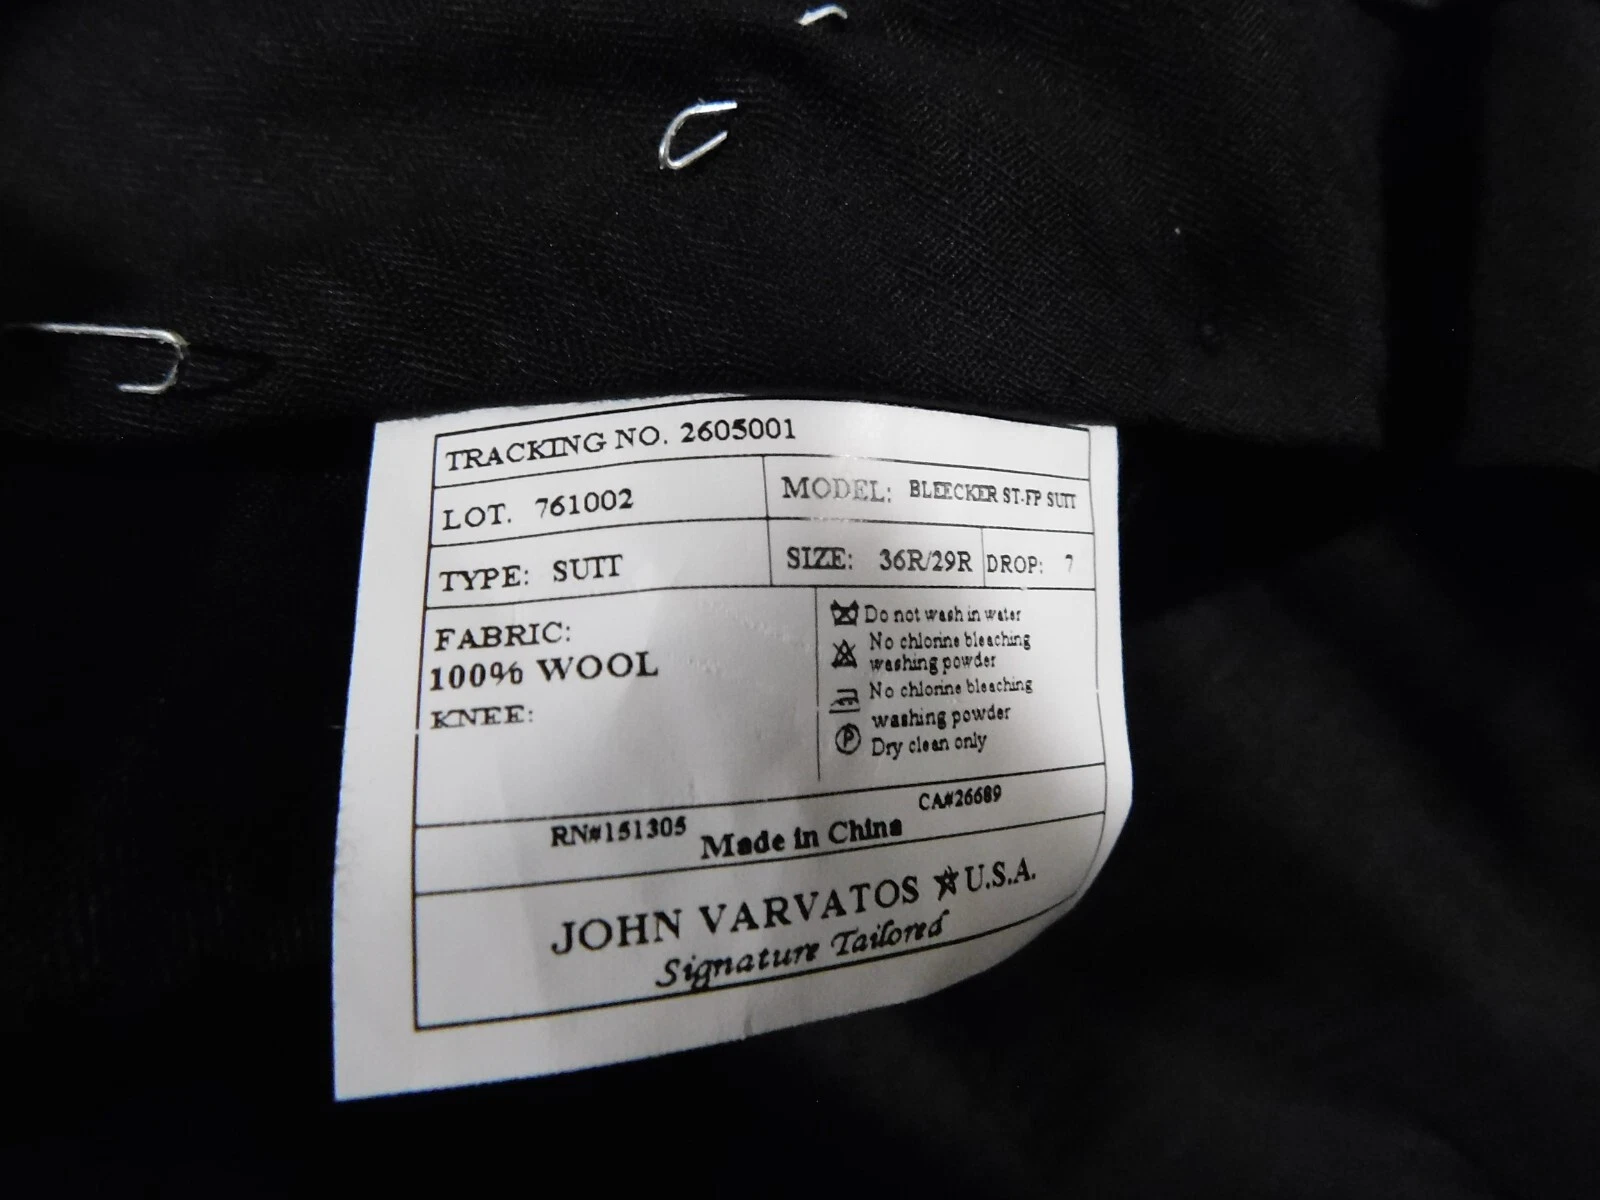 TRACKING NO. 2605001
LOT. 761002
MODEL: BLEECKER ST-FP SUIT
TYPE: SUIT
SIZE: 36R/29R
DROP: 7
FABRIC:
100% WOOL
KNEE:
Do not wash in water
No chlorine bleaching
washing powder
No chlorine bleaching
washing powder
P
Dry clean only
RN#151305
CA#26689
Made in China
JOHN VARVATOS ★ U.S.A.
Signature Tailored